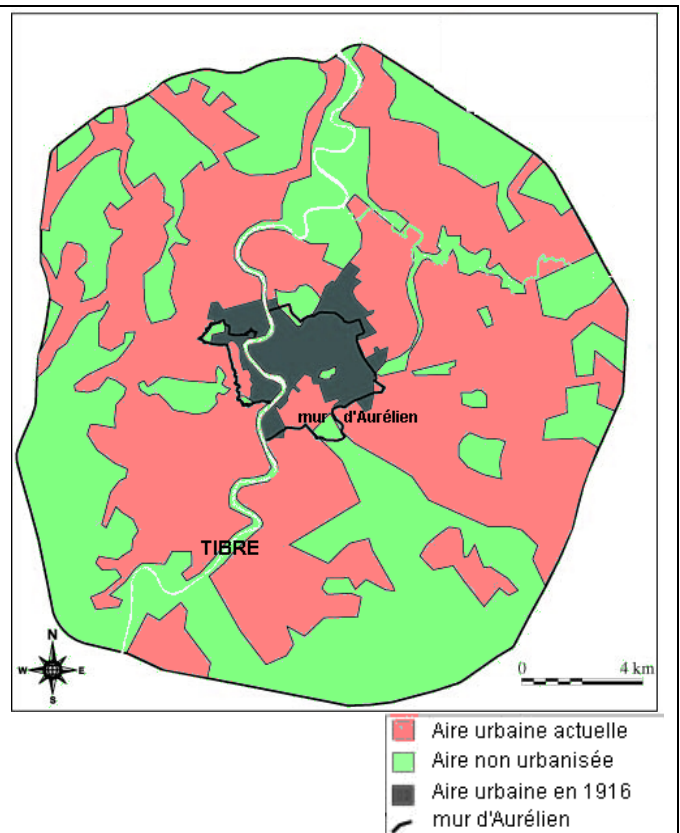 mur d'Aurélien
TIBRE
N
W E
S
0 4 km
Aire urbaine actuelle
Aire non urbanisée
Aire urbaine en 1916
mur d'Aurélien